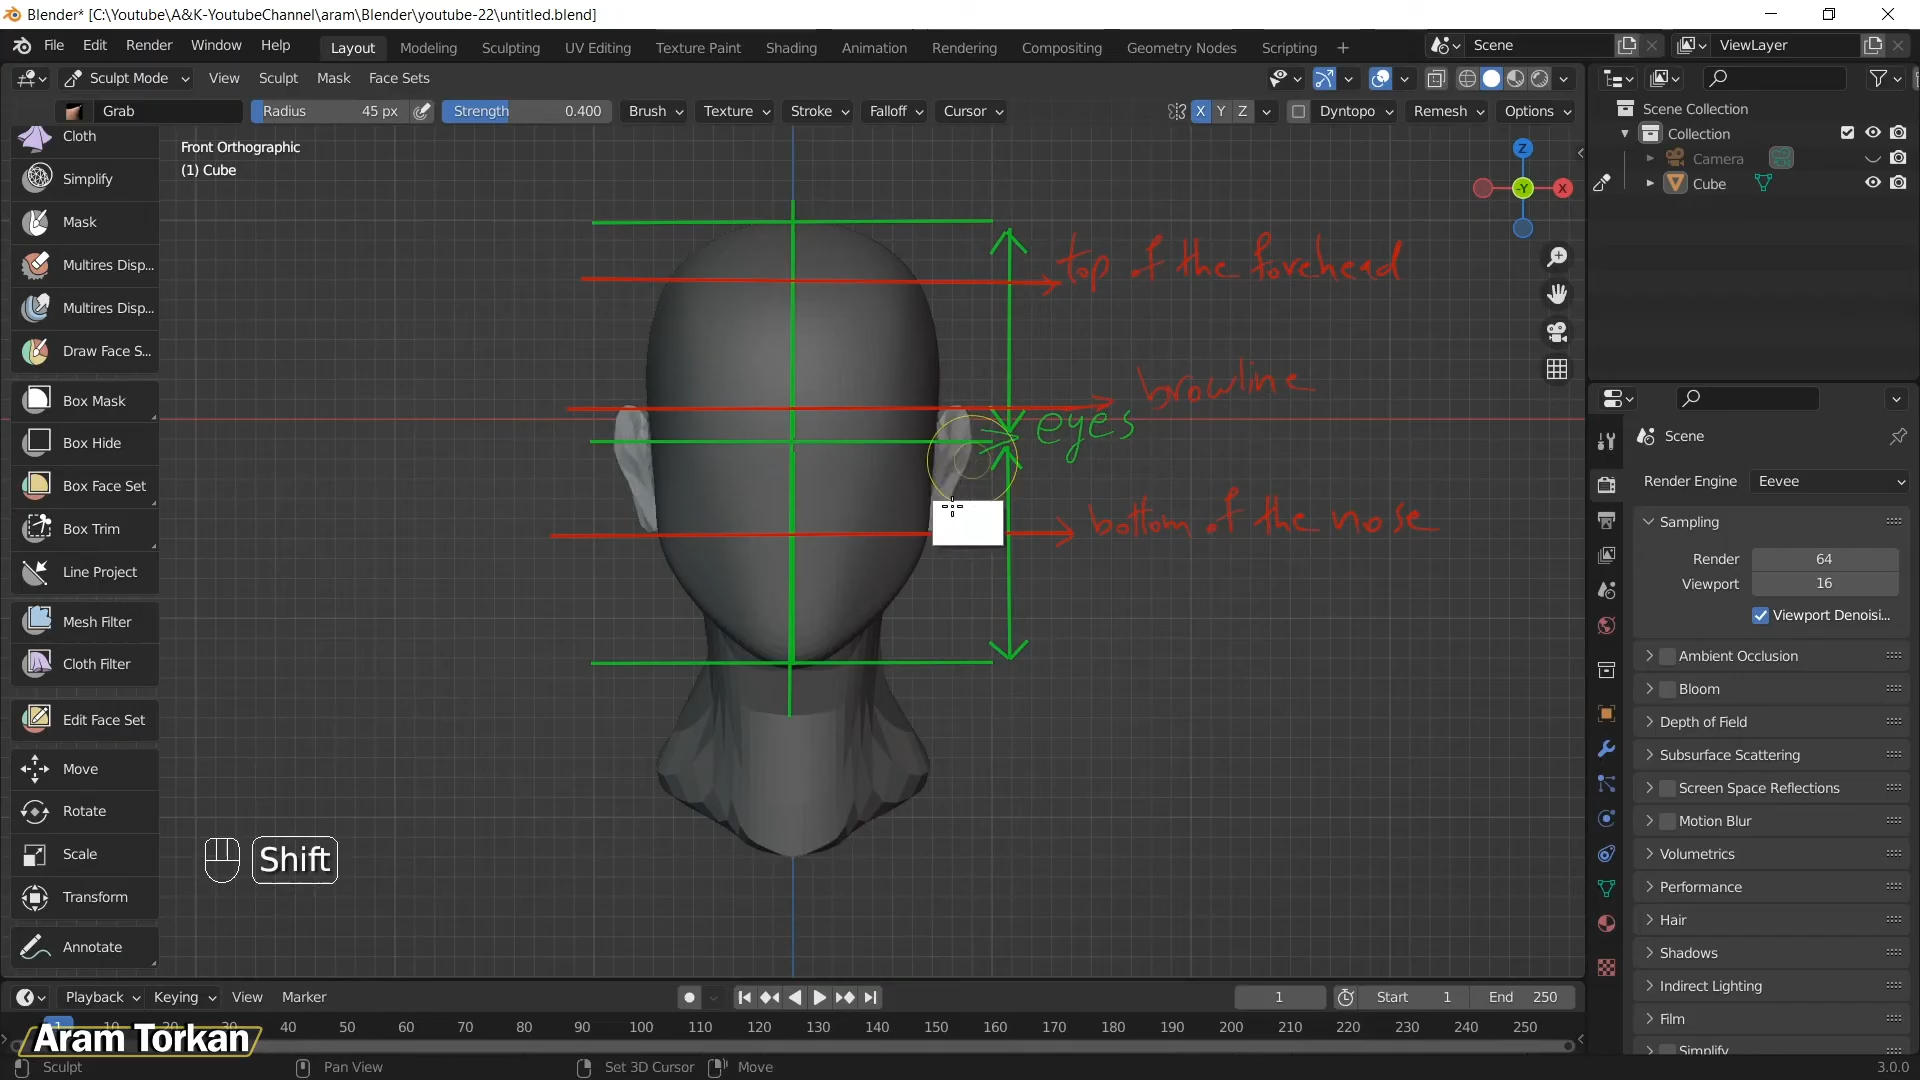 Blender* [C:\Youtube\A&K-YoutubeChannel\aram\Blender\youtube-22\untitled.blend]
File Edit Render Window Help Layout Modeling Sculpting UV Editing Texture Paint Shading Animation Rendering Compositing Geometry Nodes Scripting + Scene ViewLayer
Sculpt Mode View Sculpt Mask Face Sets
Grab Radius 45 px Strength 0.400 Brush Texture Stroke Falloff Cursor X Y Z Dyntopo Remesh Options
Cloth
Simplify
Mask
Multires Disp...
Multires Disp...
Draw Face S...
Box Mask
Box Hide
Box Face Set
Box Trim
Line Project
Mesh Filter
Cloth Filter
Edit Face Set
Move
Rotate
Scale
Transform
Annotate
Front Orthographic
(1) Cube
Z
-Y X
top of the forehead
browline
eyes
bottom of the nose
Shift
Scene Collection
Collection
Camera
Cube
Scene
Render Engine Eevee
Sampling
Render 64
Viewport 16
Viewport Denoisi...
Ambient Occlusion
Bloom
Depth of Field
Subsurface Scattering
Screen Space Reflections
Motion Blur
Volumetrics
Performance
Hair
Shadows
Indirect Lighting
Film
Simplify
Playback Keying View Marker 1 Start 1 End 250
1 10 20 30 40 50 60 70 80 90 100 110 120 130 140 150 160 170 180 190 200 210 220 230 240 250
Aram Torkan
Sculpt Pan View Set 3D Cursor Move 3.0.0